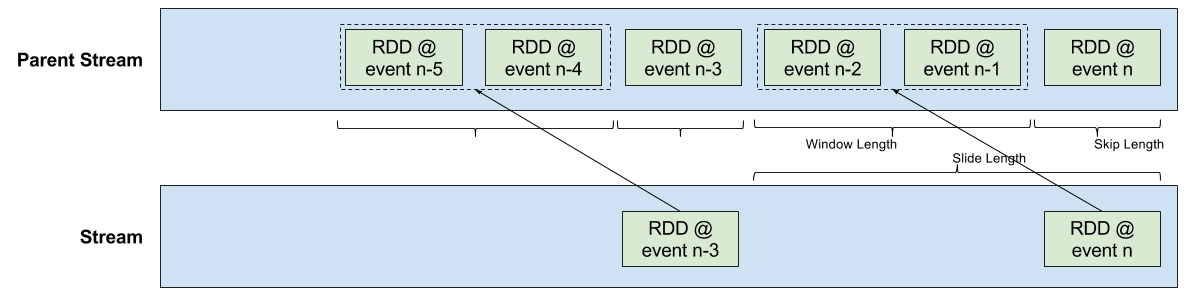 Parent Stream
RDD @
event n-5
RDD @
event n-4
RDD @
event n-3
RDD @
event n-2
RDD @
event n-1
RDD @
event n
Window Length
Skip Length
Slide Length
Stream
RDD @
event n-3
RDD @
event n